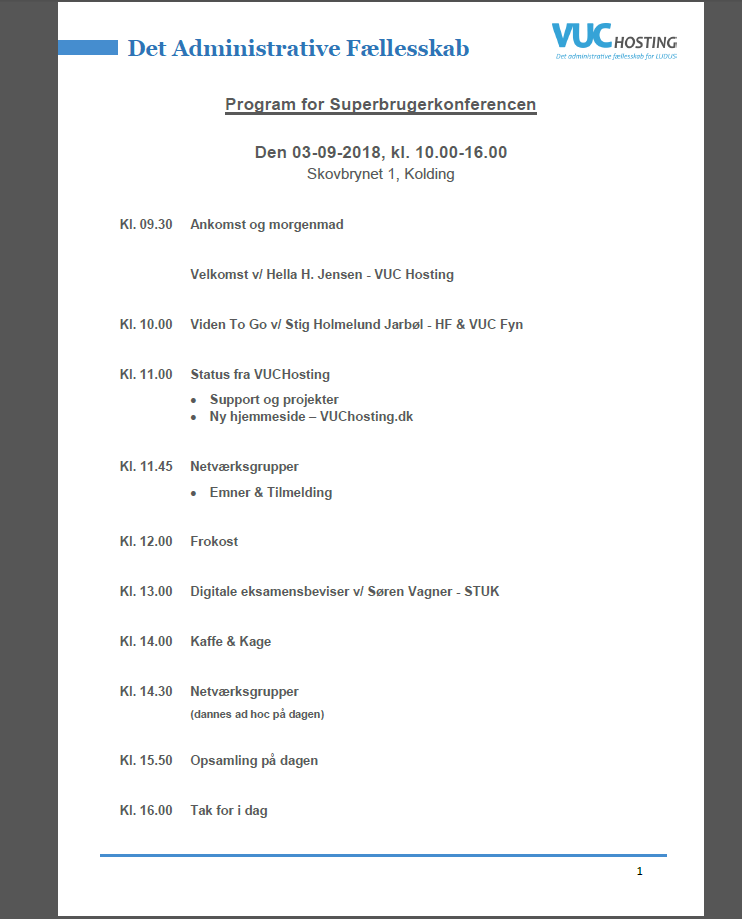 Det Administrative Fællesskab
VUC HOSTING
Det administrative fællesskab for LUDUS
Program for Superbrugerkonferencen
Den 03-09-2018, kl. 10.00-16.00
Skovbrynet 1, Kolding
Kl. 09.30 Ankomst og morgenmad
Velkomst v/ Hella H. Jensen - VUC Hosting
Kl. 10.00 Viden To Go v/ Stig Holmelund Jarbøl - HF & VUC Fyn
Kl. 11.00 Status fra VUCHosting
• Support og projekter
• Ny hjemmeside – VUChosting.dk
Kl. 11.45 Netværksgrupper
• Emner & Tilmelding
Kl. 12.00 Frokost
Kl. 13.00 Digitale eksamensbeviser v/ Søren Vagner - STUK
Kl. 14.00 Kaffe & Kage
Kl. 14.30 Netværksgrupper
(dannes ad hoc på dagen)
Kl. 15.50 Opsamling på dagen
Kl. 16.00 Tak for i dag
1